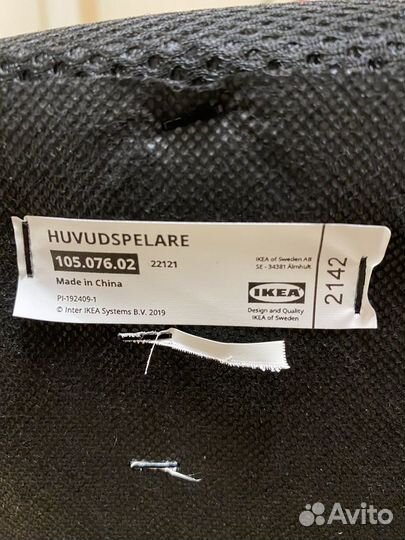 HUVUDSPELARE
105.076.02 22121
Made in China
PI-192409-1
© Inter IKEA Systems B.V. 2019
IKEA of Sweden AB
SE - 34381 Älmhult
IKEA
Design and Quality
IKEA of Sweden
2142
Avito